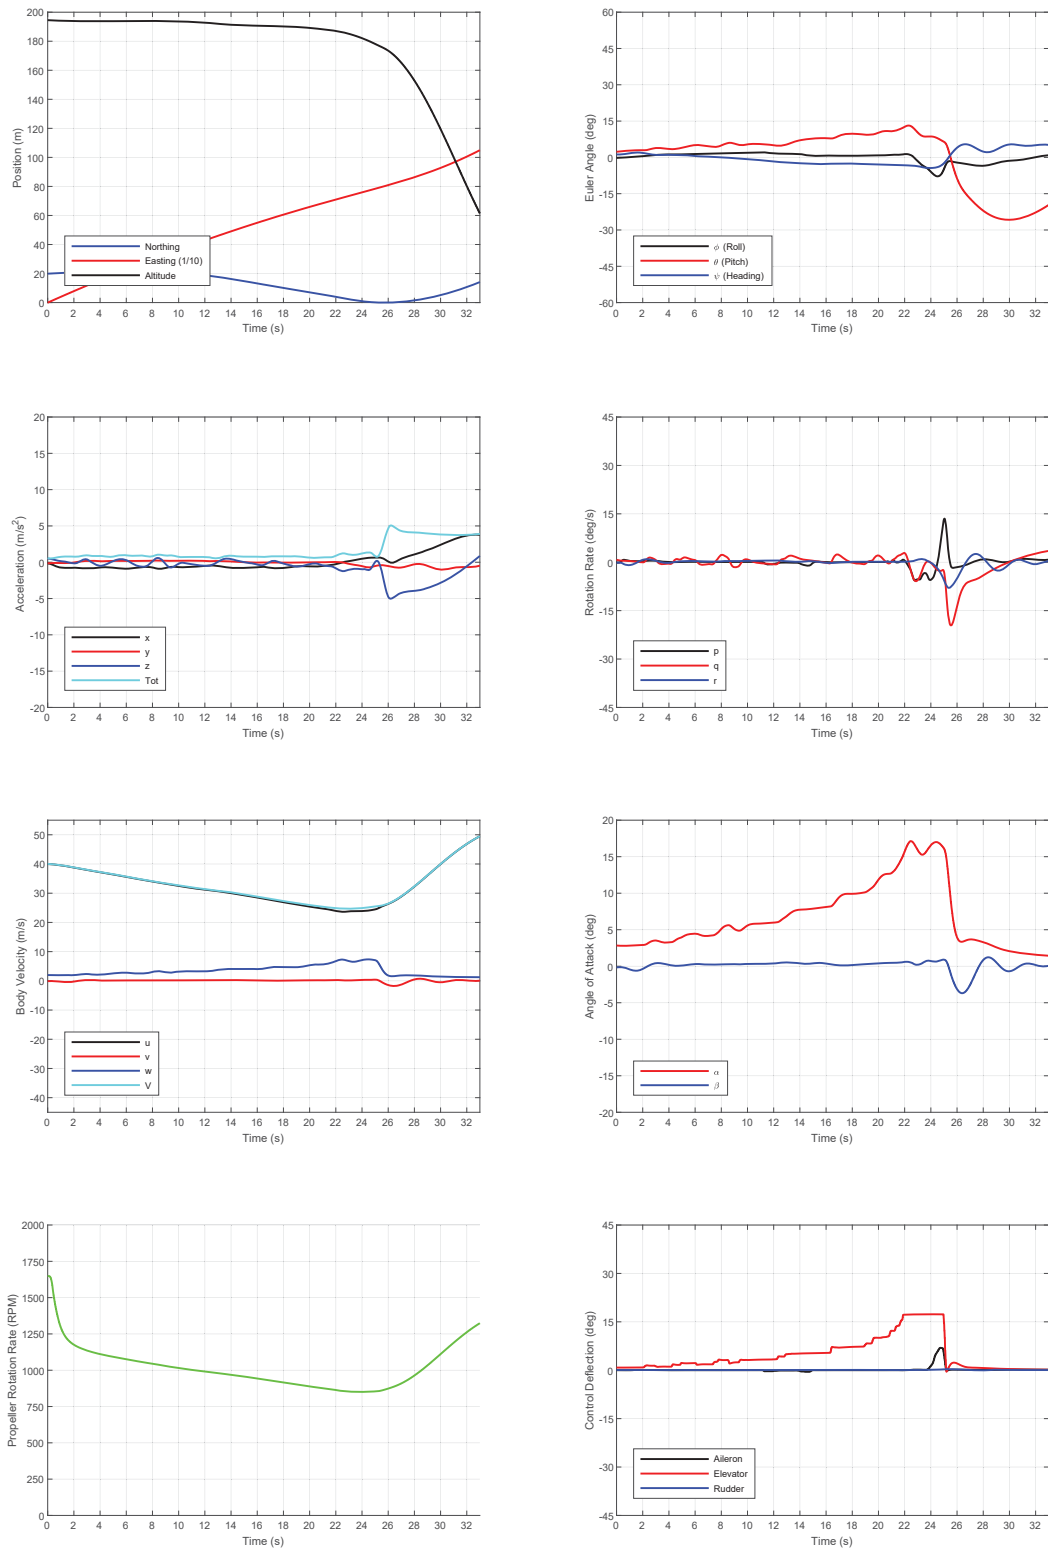 Position (m)
200
180
160
140
120
100
80
60
40
20
0
Northing
Easting (1/10)
Altitude
0 2 4 6 8 10 12 14 16 18 20 22 24 26 28 30 32
Time (s)
Euler Angle (deg)
60
45
30
15
0
-15
-30
-45
-60
ϕ (Roll)
θ (Pitch)
ψ (Heading)
0 2 4 6 8 10 12 14 16 18 20 22 24 26 28 30 32
Time (s)
Acceleration (m/s²)
20
15
10
5
0
-5
-10
-15
-20
x
y
z
Tot
0 2 4 6 8 10 12 14 16 18 20 22 24 26 28 30 32
Time (s)
Rotation Rate (deg/s)
45
30
15
0
-15
-30
-45
p
q
r
0 2 4 6 8 10 12 14 16 18 20 22 24 26 28 30 32
Time (s)
Body Velocity (m/s)
50
40
30
20
10
0
-10
-20
-30
-40
u
v
w
V
0 2 4 6 8 10 12 14 16 18 20 22 24 26 28 30 32
Time (s)
Angle of Attack (deg)
20
15
10
5
0
-5
-10
-15
-20
α
β
0 2 4 6 8 10 12 14 16 18 20 22 24 26 28 30 32
Time (s)
Propeller Rotation Rate (RPM)
2000
1750
1500
1250
1000
750
500
250
0
0 2 4 6 8 10 12 14 16 18 20 22 24 26 28 30 32
Time (s)
Control Deflection (deg)
45
30
15
0
-15
-30
-45
Aileron
Elevator
Rudder
0 2 4 6 8 10 12 14 16 18 20 22 24 26 28 30 32
Time (s)